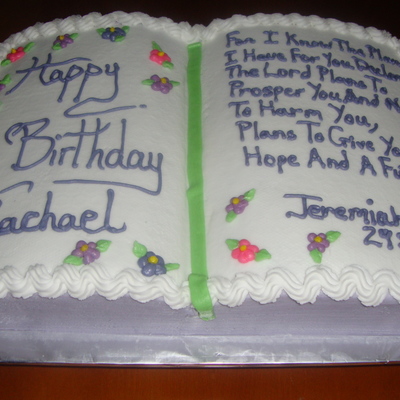 Happy
Birthday
Rachael
For I Know The Plans
I Have For You, Declares
The Lord Plans To
Prosper You, And Not
To Harm You,
Plans To Give You
Hope And A
Jeremiah
29: